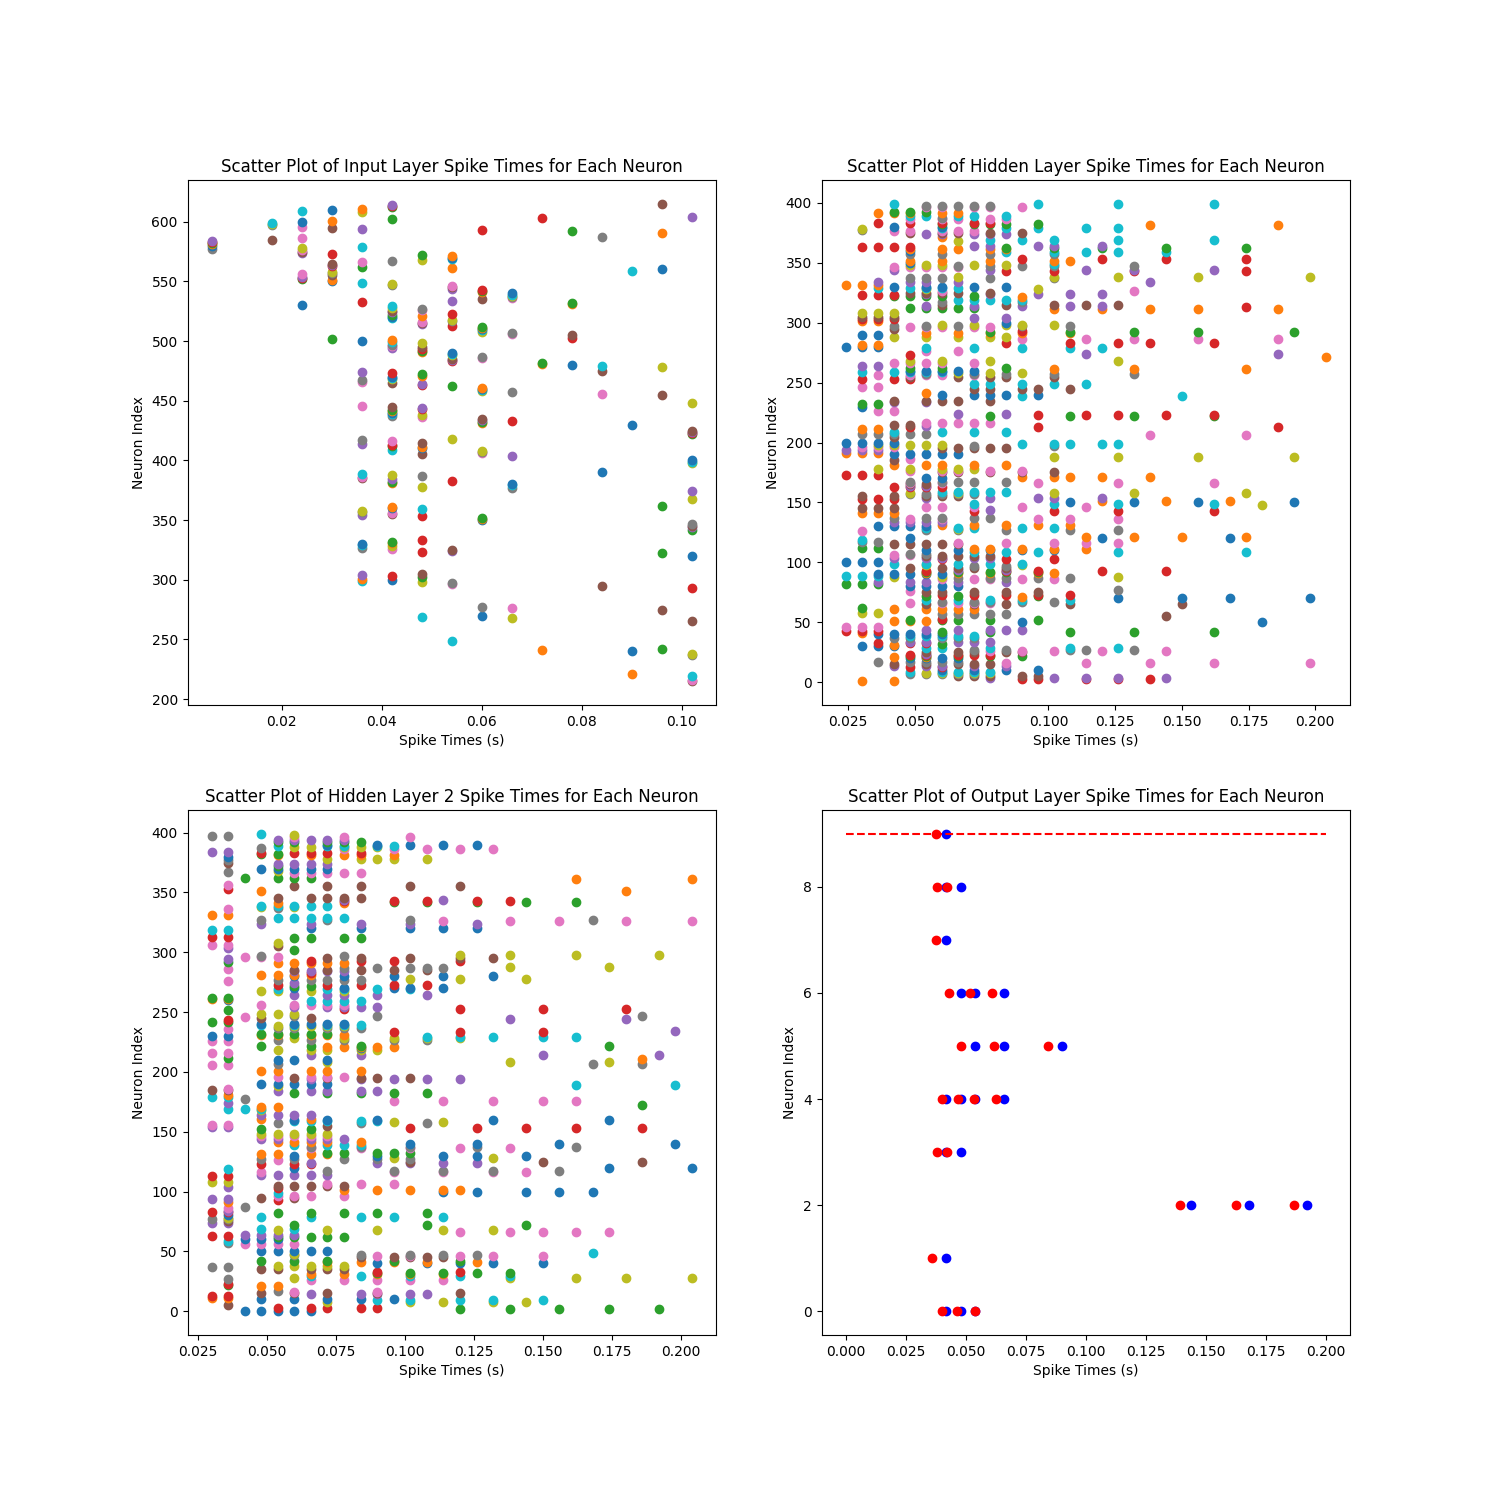 Scatter Plot of Input Layer Spike Times for Each Neuron
600
550
500
450
400
350
300
250
200
Neuron Index
0.02 0.04 0.06 0.08 0.10
Spike Times (s)
Scatter Plot of Hidden Layer Spike Times for Each Neuron
400
350
300
250
200
150
100
50
0
Neuron Index
0.025 0.050 0.075 0.100 0.125 0.150 0.175 0.200
Spike Times (s)
Scatter Plot of Hidden Layer 2 Spike Times for Each Neuron
400
350
300
250
200
150
100
50
0
Neuron Index
0.025 0.050 0.075 0.100 0.125 0.150 0.175 0.200
Spike Times (s)
Scatter Plot of Output Layer Spike Times for Each Neuron
8
6
4
2
0
Neuron Index
0.000 0.025 0.050 0.075 0.100 0.125 0.150 0.175 0.200
Spike Times (s)